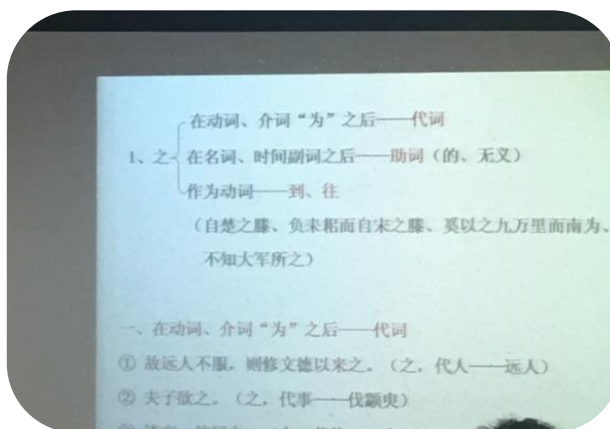 在动词、介词“为”之后——代词
1、之 在名词、时间副词之后——助词（的、无义）
作为动词——到、往
（自楚之滕、负耒耜而自宋之滕、奚以之九万里而南为、
不知大军所之）
一、在动词、介词“为”之后——代词
① 故远人不服，则修文德以来之。（之，代人——远人）
② 夫子欲之。（之，代事——伐颛臾）